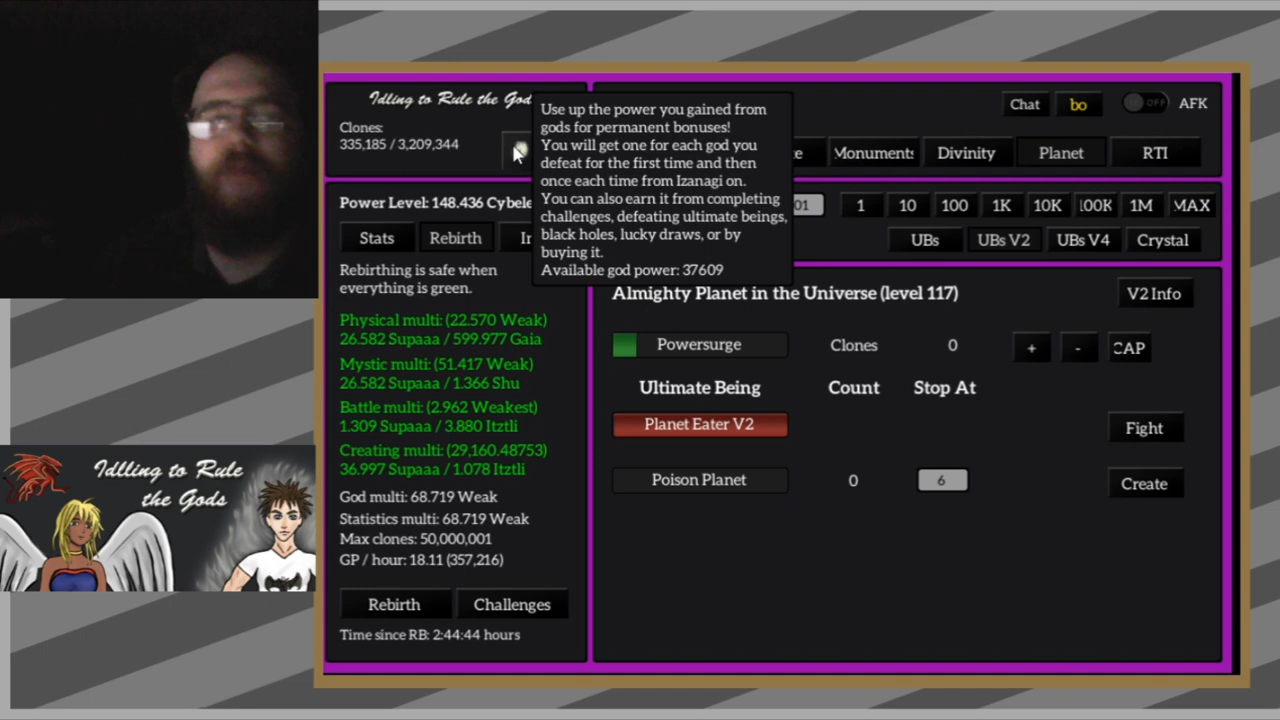 Idling to Rule the God
Clones:
335,185 / 3,209,344
Use up the power you gained from
gods for permanent bonuses!
You will get one for each god you
defeat for the first time and then
once each time from Izanagi on.
You can also earn it from completing
challenges, defeating ultimate beings,
black holes, lucky draws, or by
buying it.
Available god power: 37609
Chat
bo
OFF
AFK
Monuments
Divinity
Planet
RTI
Power Level: 148.436 Cybele
Stats
Rebirth
01
1
10
100
1K
10K
100K
1M
MAX
UBs
UBs V2
UBs V4
Crystal
Rebirthing is safe when
everything is green.
Physical multi: (22.570 Weak)
26.582 Supaaa / 599.977 Gaia
Mystic multi: (51.417 Weak)
26.582 Supaaa / 1.366 Shu
Battle multi: (2.962 Weakest)
1.309 Supaaa / 3.880 Itztli
Creating multi: (29,160.48753)
36.997 Supaaa / 1.078 Itztli
God multi: 68.719 Weak
Statistics multi: 68.719 Weak
Max clones: 50,000,001
GP / hour: 18.11 (357,216)
Rebirth
Challenges
Time since RB: 2:44:44 hours
Almighty Planet in the Universe (level 117)
V2 Info
Powersurge
Clones
0
+
-
CAP
Ultimate Being
Count
Stop At
Planet Eater V2
Fight
Poison Planet
0
6
Create
Idlling to Rule
the Gods